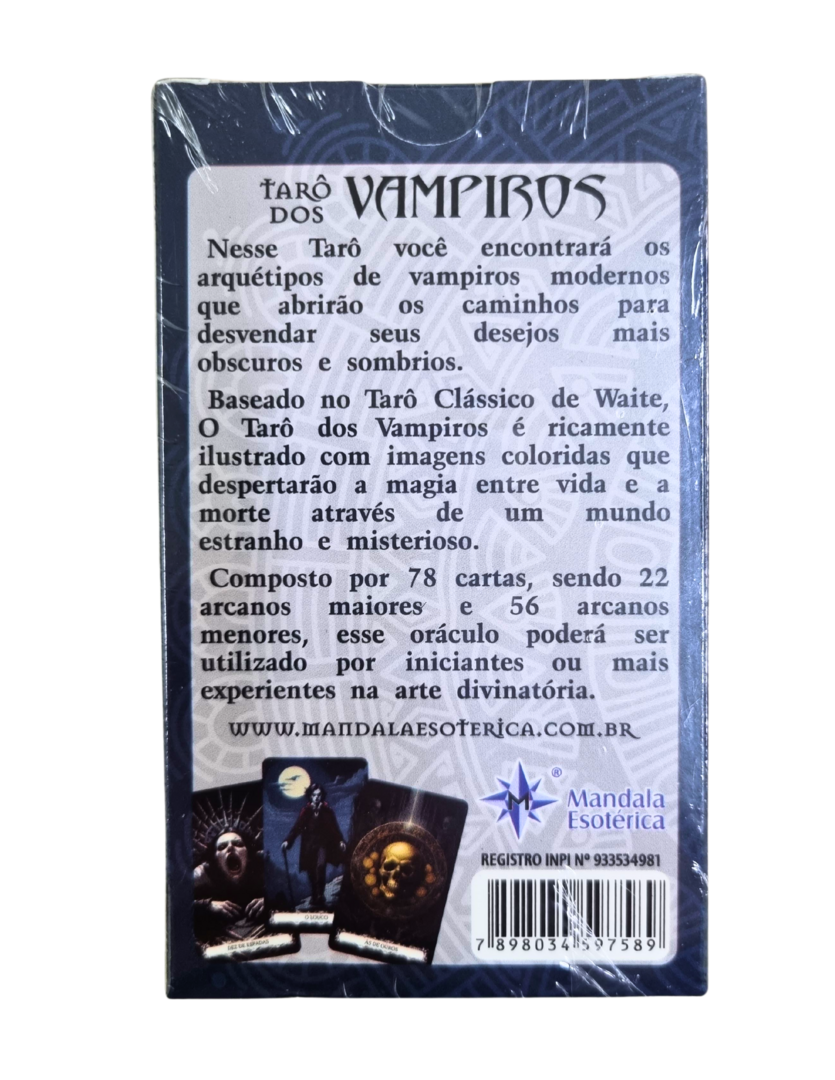 TARÔ DOS VAMPIROS
Nesse Tarô você encontrará os
arquétipos de vampiros modernos
que abrirão os caminhos para
desvendar seus desejos mais
obscuros e sombrios.
Baseado no Tarô Clássico de Waite,
O Tarô dos Vampiros é ricamente
ilustrado com imagens coloridas que
despertarão a magia entre vida e a
morte através de um mundo
estranho e misterioso.
Composto por 78 cartas, sendo 22
arcanos maiores e 56 arcanos
menores, esse oráculo poderá ser
utilizado por iniciantes ou mais
experientes na arte divinatória.
WWW.MANDALAESOTERICA.COM.BR
DEZ DE ESPADAS
O LOUCO
ÁS DE OUROS
M
®
Mandala
Esotérica
REGISTRO INPI Nº 933534981
7 898034 597589